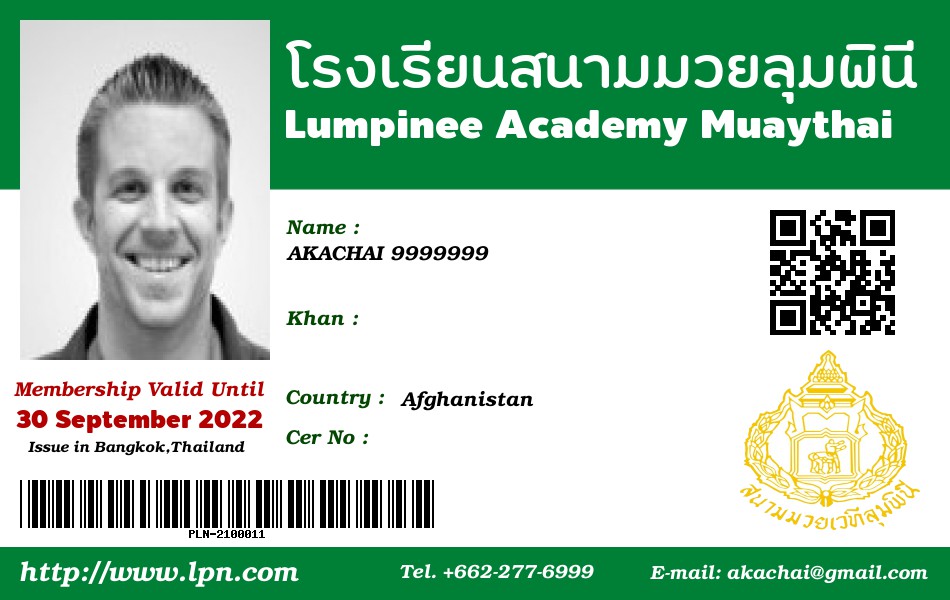 โรงเรียนสนามมวยลุมพินี
Lumpinee Academy Muaythai
Name :
AKACHAI 9999999
Khan :
Country : Afghanistan
Cer No :
Membership Valid Until
30 September 2022
Issue in Bangkok,Thailand
PLN-2100011
สนามมวยเวทีลุมพินี
http://www.lpn.com
Tel. +662-277-6999
E-mail: akachai@gmail.com